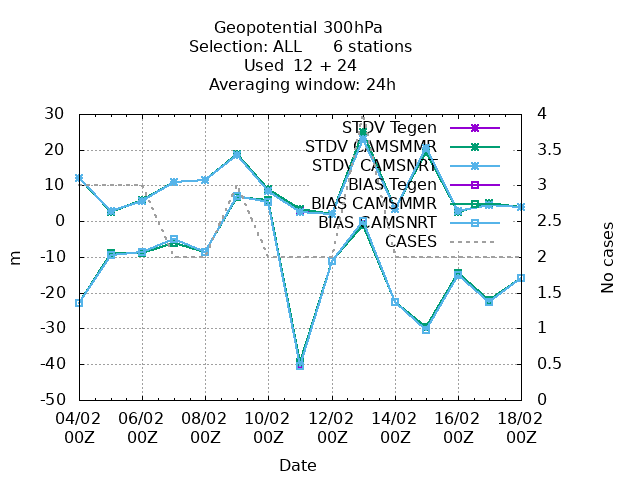 Geopotential 300hPa
Selection: ALL 6 stations
Used 12 + 24
Averaging window: 24h
30
20
10
0
-10
-20
-30
-40
-50
m
4
3.5
3
2.5
2
1.5
1
0.5
0
No cases
STDV Tegen
STDV CAMSMMR
STDV CAMSNRT
BIAS Tegen
BIAS CAMSMMR
BIAS CAMSNRT
CASES
04/02 06/02 08/02 10/02 12/02 14/02 16/02 18/02
00Z 00Z 00Z 00Z 00Z 00Z 00Z 00Z
Date